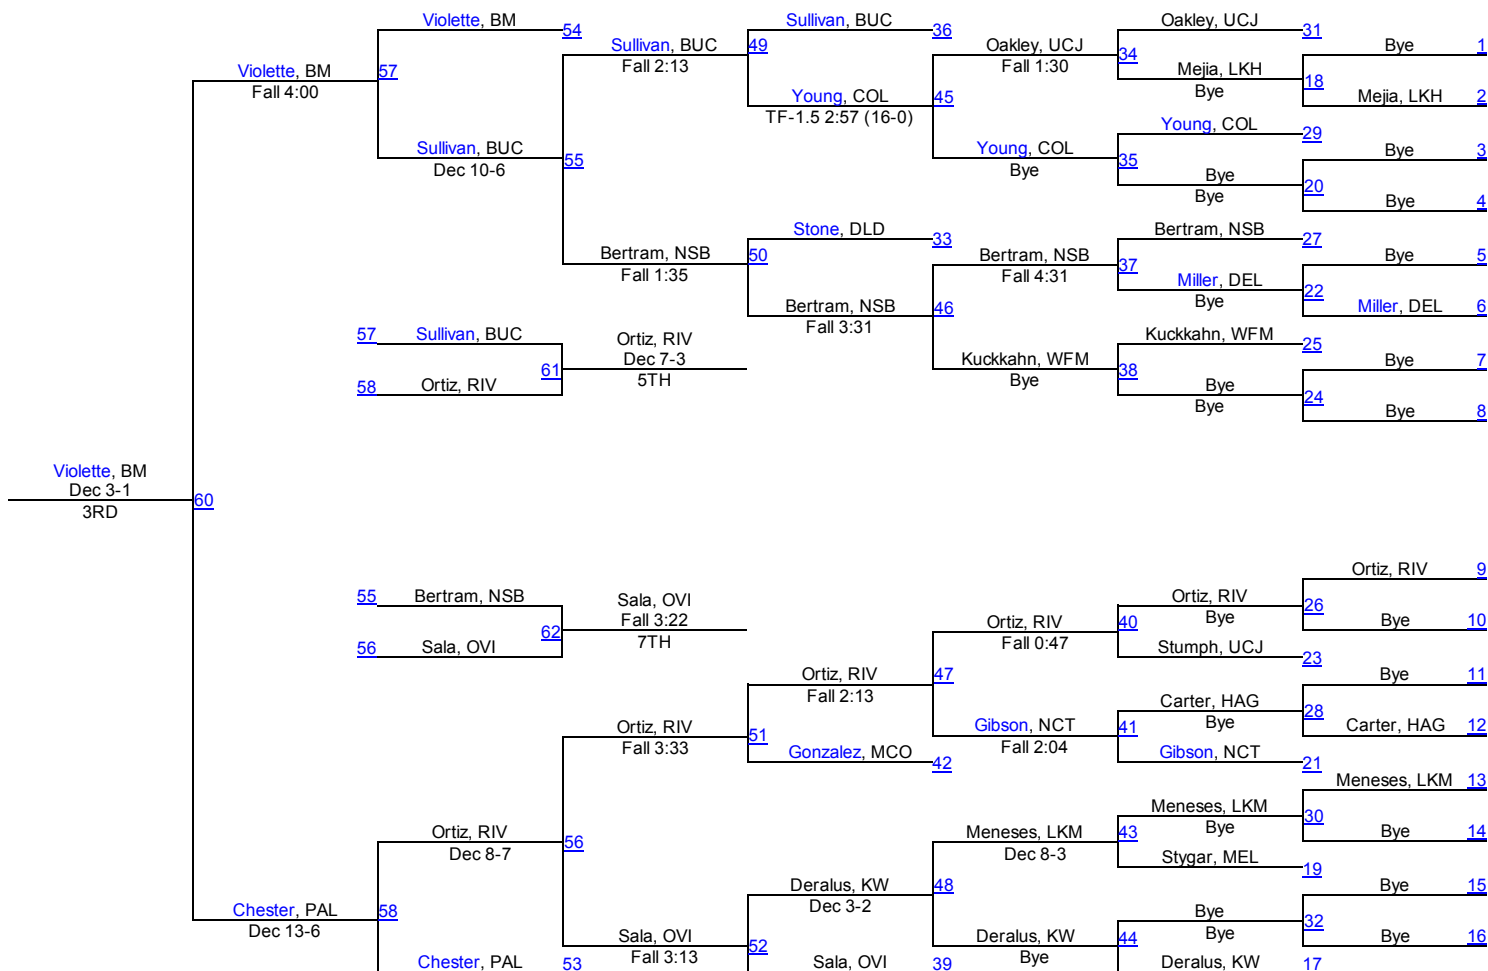 Violette, BM
54
Sullivan, BUC
36
Oakley, UCJ
31
Bye
1
Sullivan, BUC
Fall 2:13
49
Oakley, UCJ
Fall 1:30
34
Mejia, LKH
Bye
18
Mejia, LKH
2
Violette, BM
Fall 4:00
57
Young, COL
TF-1.5 2:57 (16-0)
45
Young, COL
29
Bye
3
Sullivan, BUC
Dec 10-6
55
Young, COL
Bye
35
Bye
Bye
20
Bye
4
Stone, DLD
33
Bertram, NSB
27
Bye
5
Bertram, NSB
Fall 1:35
50
Bertram, NSB
Fall 4:31
37
Miller, DEL
Bye
22
Miller, DEL
6
Bertram, NSB
Fall 3:31
46
Kuckkahn, WFM
25
Bye
7
57
Sullivan, BUC
Ortiz, RIV
Dec 7-3
5TH
61
58
Ortiz, RIV
Kuckkahn, WFM
Bye
38
Bye
Bye
24
Bye
8
Violette, BM
Dec 3-1
3RD
60
Ortiz, RIV
9
55
Bertram, NSB
Sala, OVI
Fall 3:22
7TH
62
56
Sala, OVI
Ortiz, RIV
Fall 0:47
40
Ortiz, RIV
Bye
26
Bye
10
Stumph, UCJ
23
Ortiz, RIV
Fall 2:13
47
Bye
11
Carter, HAG
Bye
28
Carter, HAG
12
Ortiz, RIV
Fall 3:33
51
Gibson, NCT
Fall 2:04
41
Gonzalez, MCO
42
Gibson, NCT
21
Meneses, LKM
13
Ortiz, RIV
Dec 8-7
56
Meneses, LKM
Dec 8-3
43
Meneses, LKM
Bye
30
Bye
14
Stygar, MEL
19
Deralus, KW
Dec 3-2
48
Bye
15
Chester, PAL
Dec 13-6
58
Bye
Bye
32
Bye
16
Sala, OVI
Fall 3:13
52
Deralus, KW
Bye
44
Chester, PAL
53
Sala, OVI
39
Deralus, KW
17